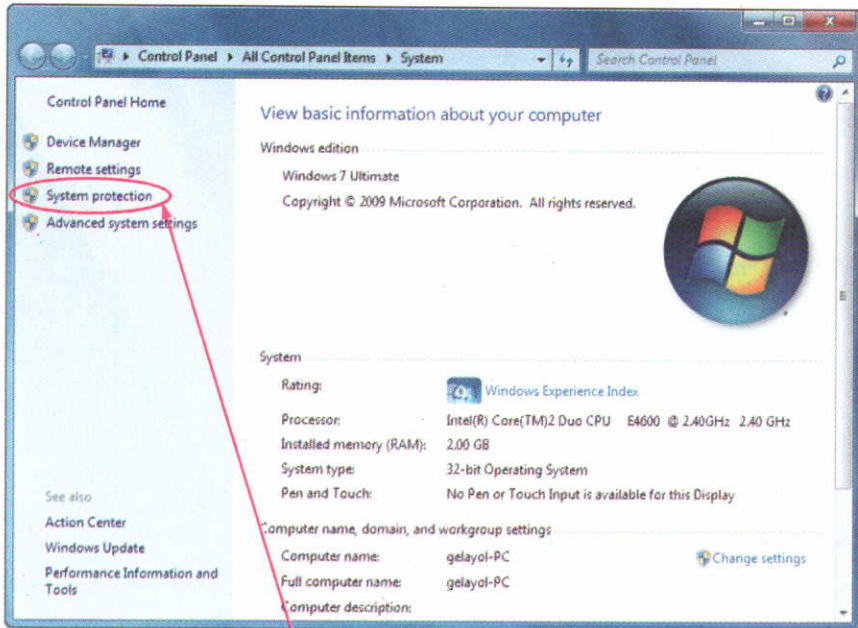 Control Panel ▸ All Control Panel Items ▸ System
Search Control Panel
Control Panel Home
Device Manager
Remote settings
System protection
Advanced system settings
See also
Action Center
Windows Update
Performance Information and
Tools
View basic information about your computer
Windows edition
Windows 7 Ultimate
Copyright © 2009 Microsoft Corporation. All rights reserved.
System
Rating: Windows Experience Index
Processor: Intel(R) Core(TM)2 Duo CPU E4600 @ 2.40GHz 2.40 GHz
Installed memory (RAM): 2.00 GB
System type: 32-bit Operating System
Pen and Touch: No Pen or Touch Input is available for this Display
Computer name, domain, and workgroup settings
Computer name: gelayol-PC Change settings
Full computer name: gelayol-PC
Computer description: